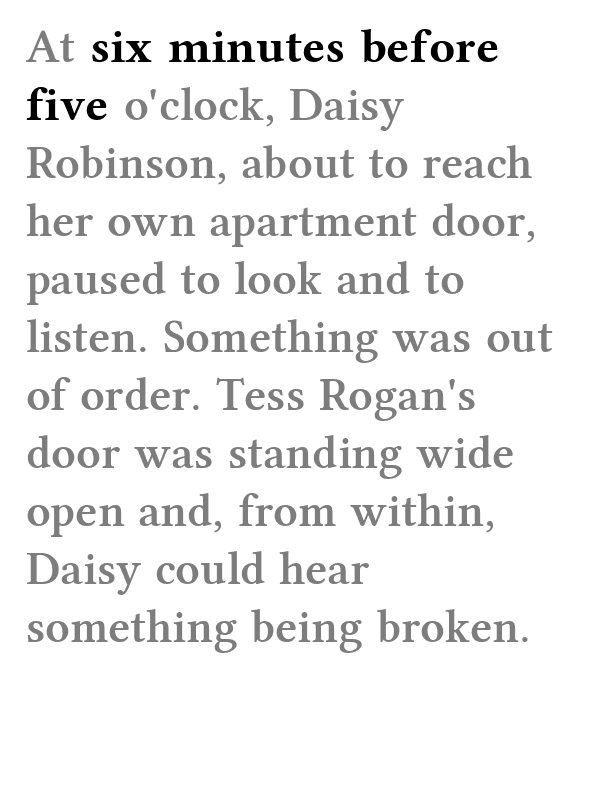 At six minutes before
five o'clock, Daisy
Robinson, about to reach
her own apartment door,
paused to look and to
listen. Something was out
of order. Tess Rogan's
door was standing wide
open and, from within,
Daisy could hear
something being broken.